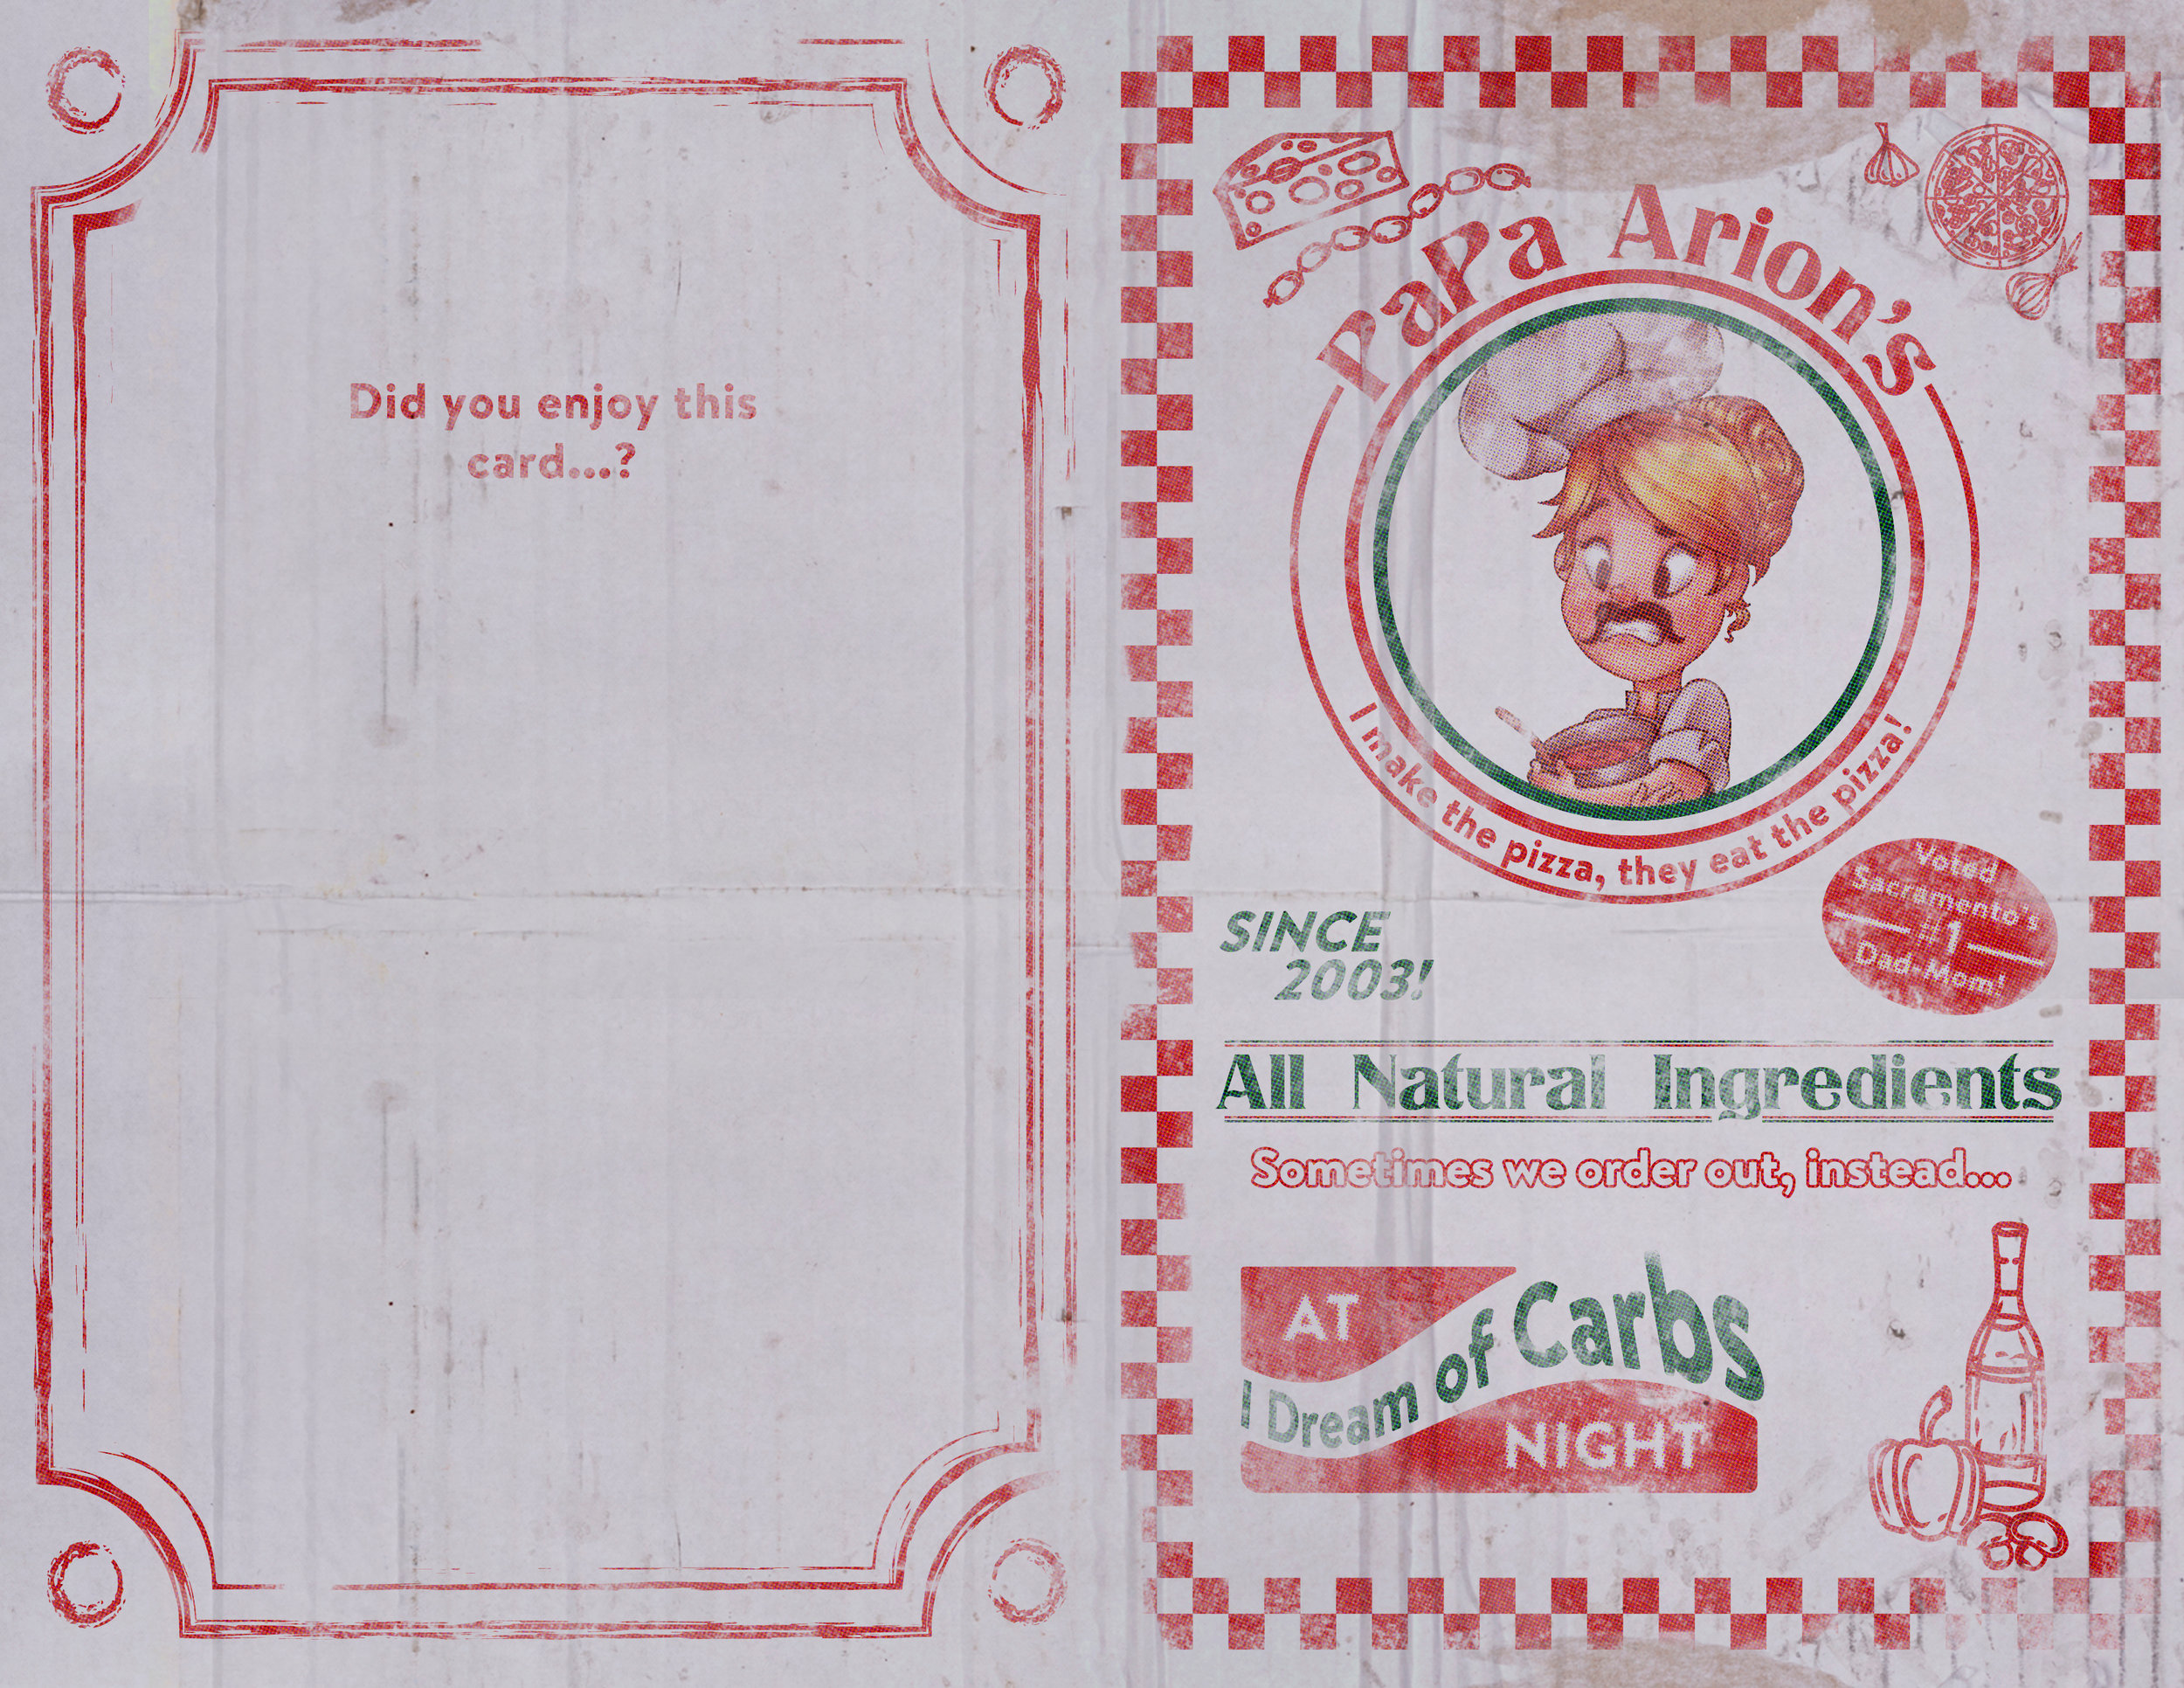 Did you enjoy this
card...?
PaPa Arion's
I make the pizza, they eat the pizza!
Voted
Sacramento's
#1
Dad-Mom!
SINCE
2003!
All Natural Ingredients
Sometimes we order out, instead...
AT
I Dream of Carbs
NIGHT